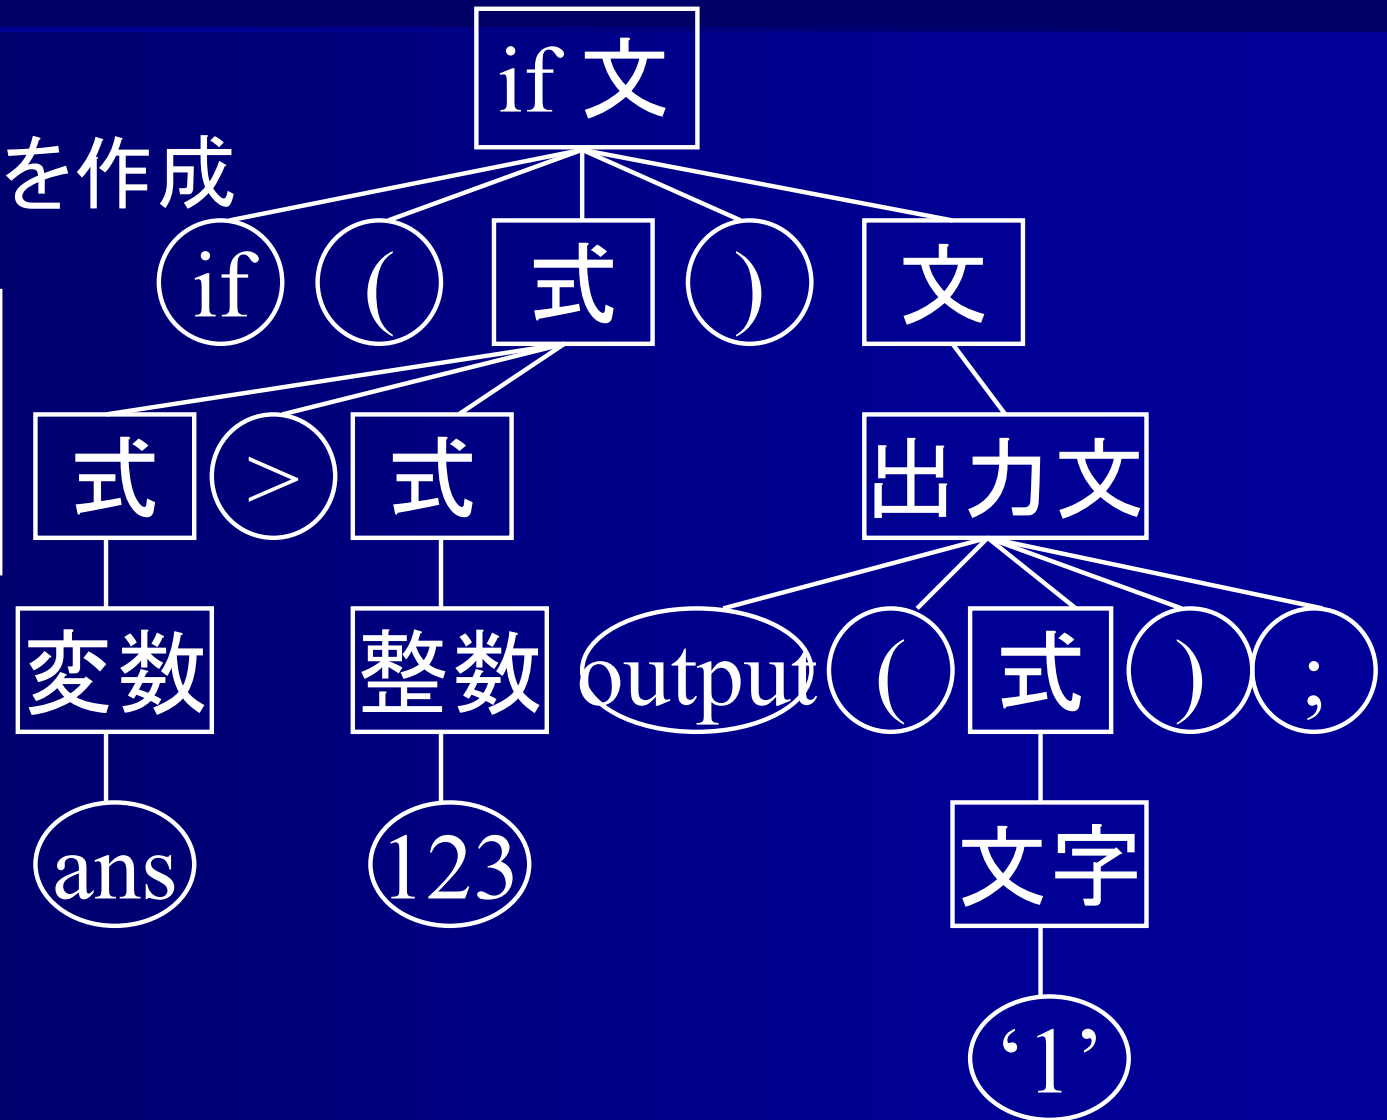 if 文
を作成
if ( 式 ) 文
式 > 式 出力文
変数 整数 output ( 式 ) ;
ans 123 文字
‘1’